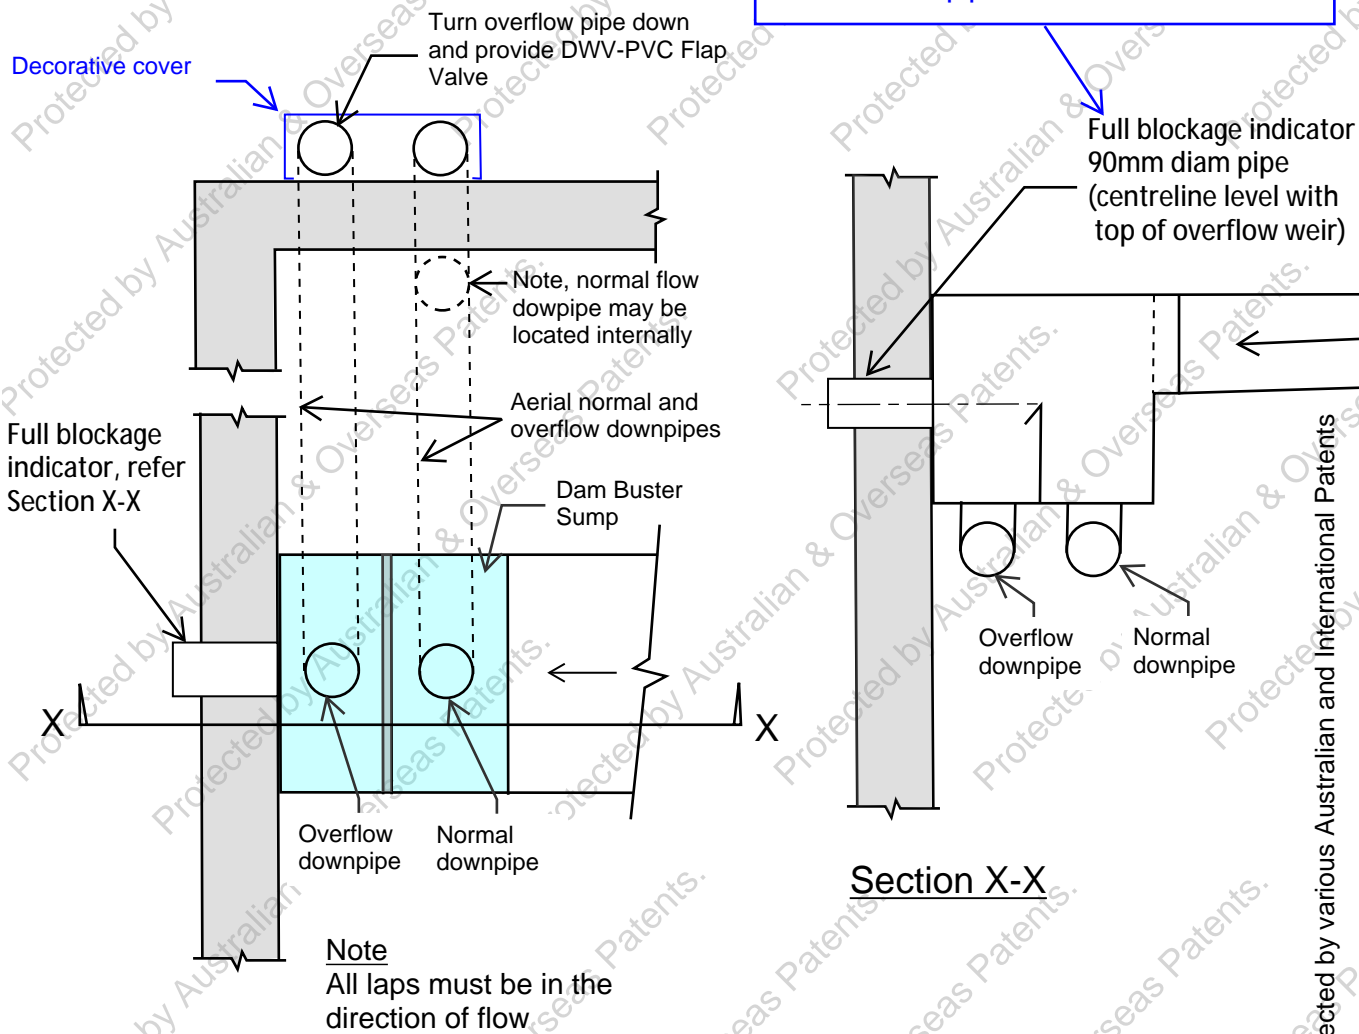 Turn overflow pipe down
and provide DWV-PVC Flap
Valve
Decorative cover
Full blockage indicator
90mm diam pipe
(centreline level with
top of overflow weir)
Note, normal flow
dowpipe may be
located internally
Aerial normal and
overflow downpipes
Full blockage
indicator, refer
Section X-X
Dam Buster
Sump
X
X
Overflow
downpipe
Normal
downpipe
Overflow
downpipe
Normal
downpipe
Section X-X
Note
All laps must be in the
direction of flow
ected by various Australian and International Patents
Protected by Australian & Overseas Patents.